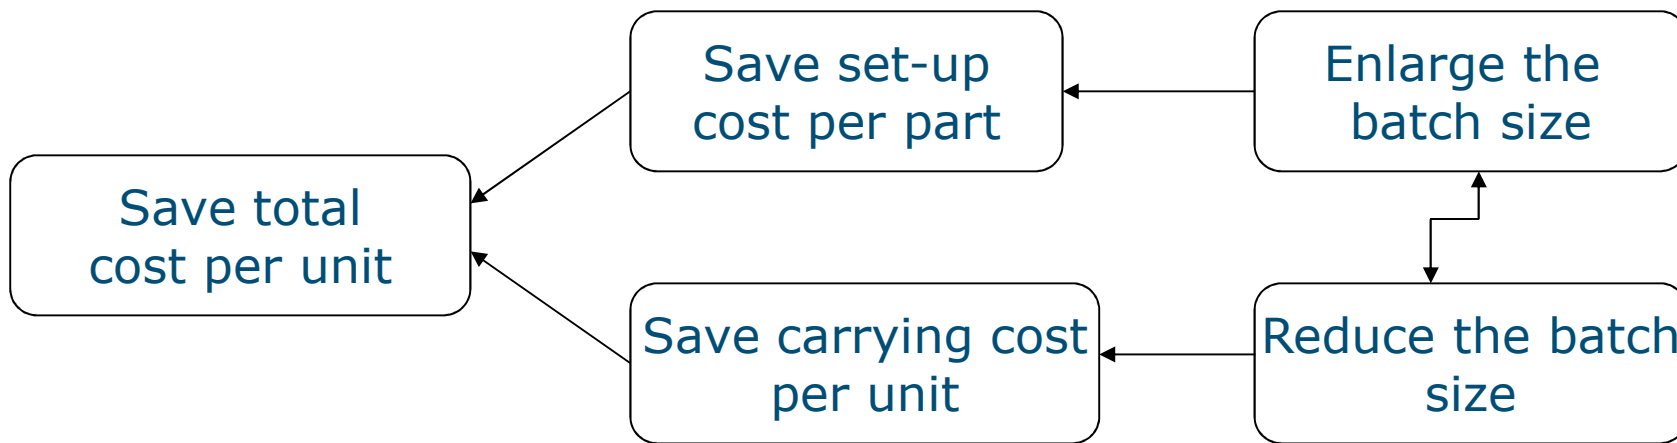 Save set-up
cost per part
Enlarge the
batch size
Save total
cost per unit
Save carrying cost
per unit
Reduce the batch
size